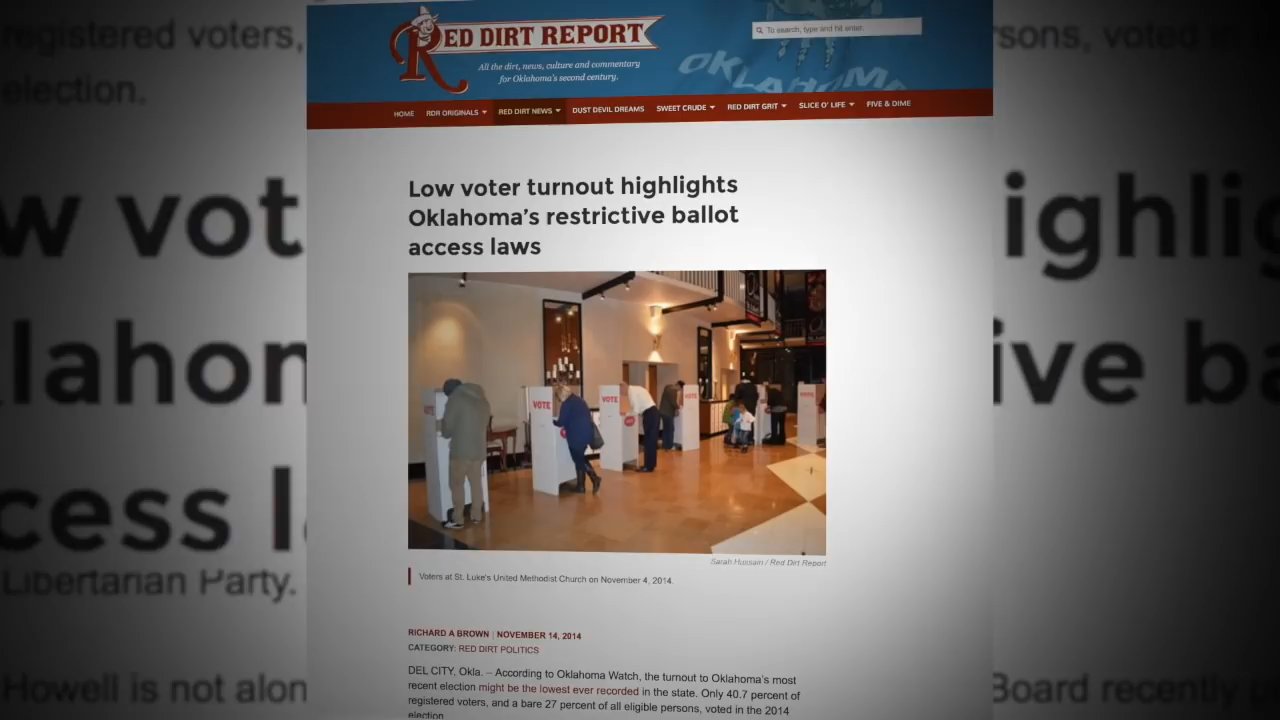 registered voters,
rsons, voted
election.
RED DIRT REPORT
All the dirt, news, culture and commentary
for Oklahoma's second century.
To search, type and hit enter.
OKLAHOMA
HOME RDR ORIGINALS RED DIRT NEWS DUST DEVIL DREAMS SWEET CRUDE RED DIRT GRIT SLICE O' LIFE FIVE & DIME
w vot
ighlig
lahon
ive ba
cess l
Libertarian Party.
Howell is not alon
Board recently
Low voter turnout highlights
Oklahoma's restrictive ballot
access laws
VOTE
VOTE
VOTE
Sarah Hussain / Red Dirt Report
Voters at St. Luke's United Methodist Church on November 4, 2014.
RICHARD A BROWN | NOVEMBER 14, 2014
CATEGORY: RED DIRT POLITICS
DEL CITY, Okla. – According to Oklahoma Watch, the turnout to Oklahoma's most
recent election might be the lowest ever recorded in the state. Only 40.7 percent of
registered voters, and a bare 27 percent of all eligible persons, voted in the 2014
election.